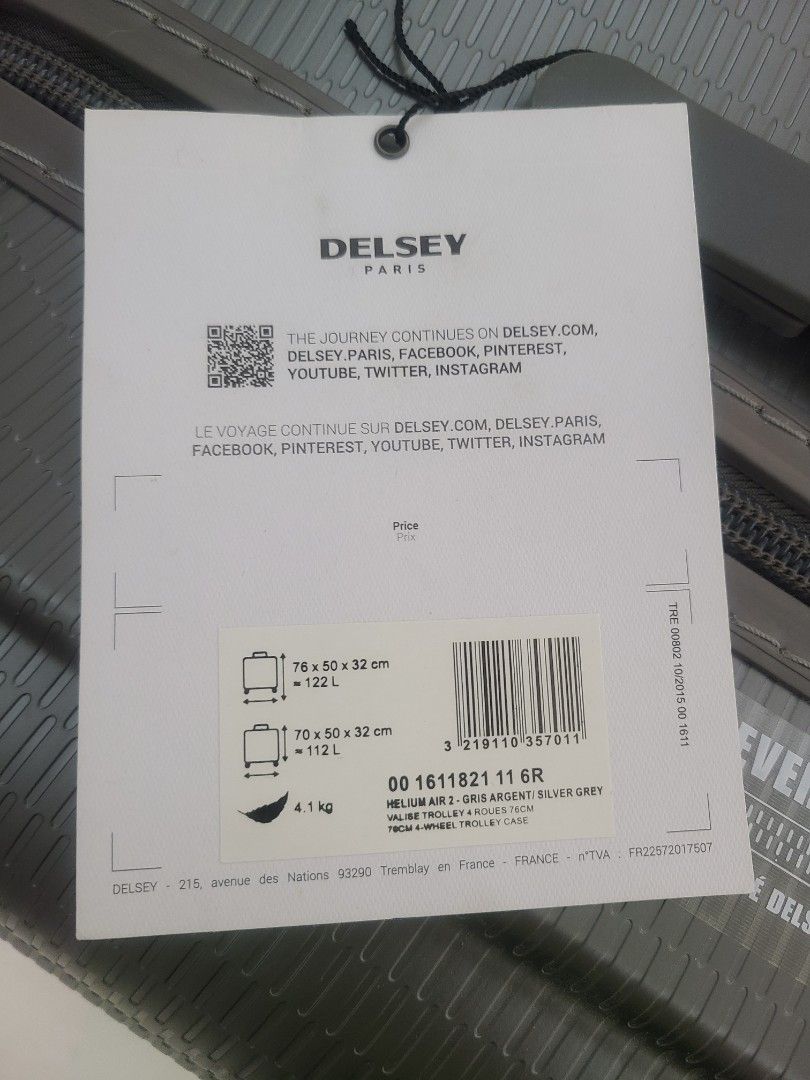 DELSEY
PARIS
THE JOURNEY CONTINUES ON DELSEY.COM,
DELSEY.PARIS, FACEBOOK, PINTEREST,
YOUTUBE, TWITTER, INSTAGRAM
LE VOYAGE CONTINUE SUR DELSEY.COM, DELSEY.PARIS,
FACEBOOK, PINTEREST, YOUTUBE, TWITTER, INSTAGRAM
Price
Prix
TRE 00802 10/2015 00 1611
76 x 50 x 32 cm
≈ 122 L
70 x 50 x 32 cm
≈ 112 L
4.1 kg
3 219110 357011
00 1611821 11 6R
HELIUM AIR 2 - GRIS ARGENT/ SILVER GREY
VALISE TROLLEY 4 ROUES 76CM
76CM 4-WHEEL TROLLEY CASE
DELSEY - 215, avenue des Nations 93290 Tremblay en France - FRANCE - n°TVA : FR22572017507
EVE
É DELS